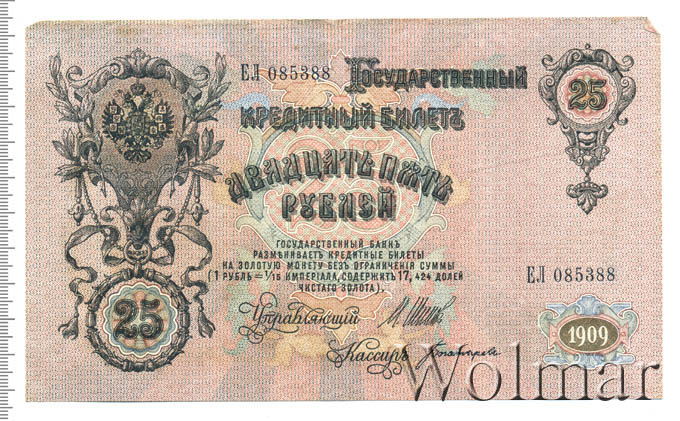 ЕЛ 085388
Государственный
25
Кредитный Билетъ
Двадцать пять
Рублей
ГОСУДАРСТВЕННЫЙ БАНКЪ
РАЗМѢНИВАЕТЪ КРЕДИТНЫЕ БИЛЕТЫ
НА ЗОЛОТУЮ МОНЕТУ БЕЗЪ ОГРАНИЧЕНІЯ СУММЫ
(1 РУБЛЬ = 1/15 ИМПЕРІАЛА, СОДЕРЖИТЪ 17,424 ДОЛЕЙ
ЧИСТАГО ЗОЛОТА).
ЕЛ 085388
25
Управляющій
1909
Кассиръ
Wolmar